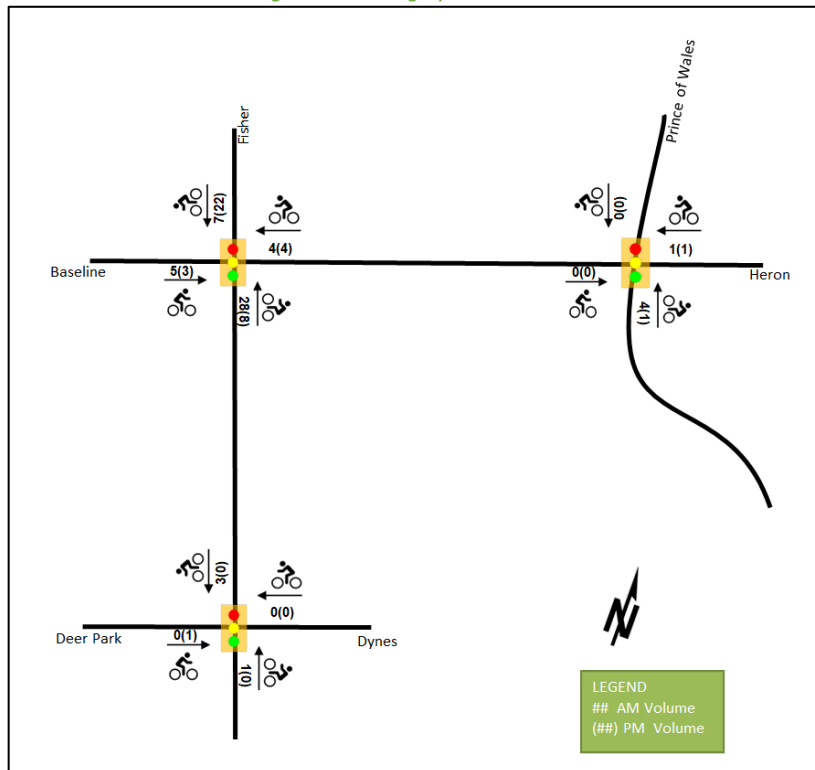 Fisher
Prince of Wales
7(22)
4(4)
0(0)
1(1)
Baseline
5(3)
0(0)
Heron
28(8)
4(1)
3(0)
0(0)
Deer Park
0(1)
Dynes
1(0)
N
LEGEND
## AM Volume
(##) PM Volume